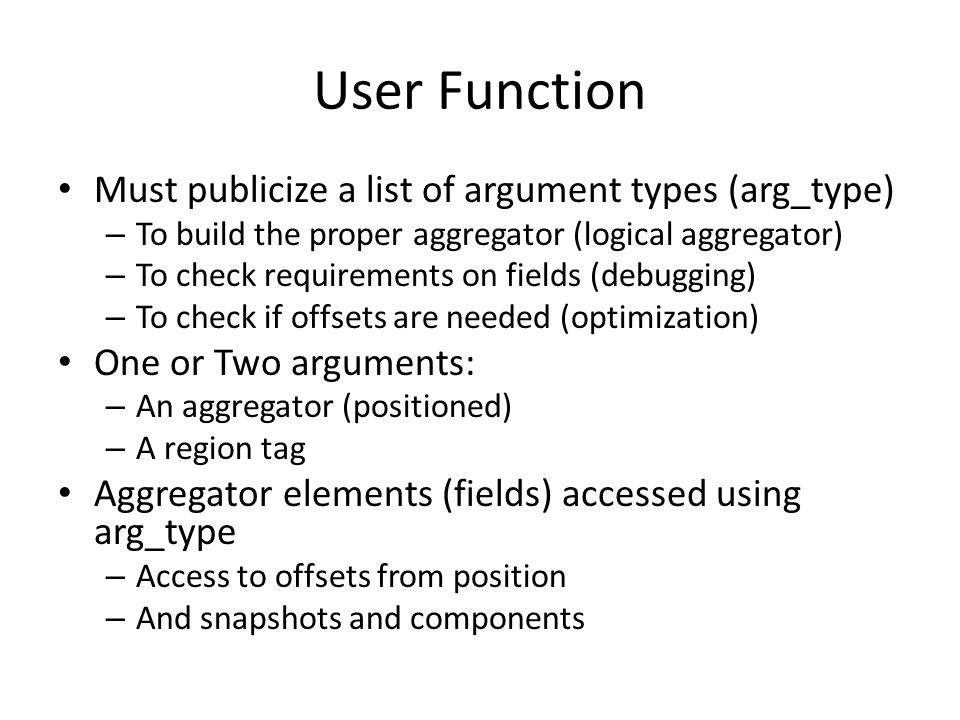 User Function
• Must publicize a list of argument types (arg_type)
– To build the proper aggregator (logical aggregator)
– To check requirements on fields (debugging)
– To check if offsets are needed (optimization)
• One or Two arguments:
– An aggregator (positioned)
– A region tag
• Aggregator elements (fields) accessed using
arg_type
– Access to offsets from position
– And snapshots and components